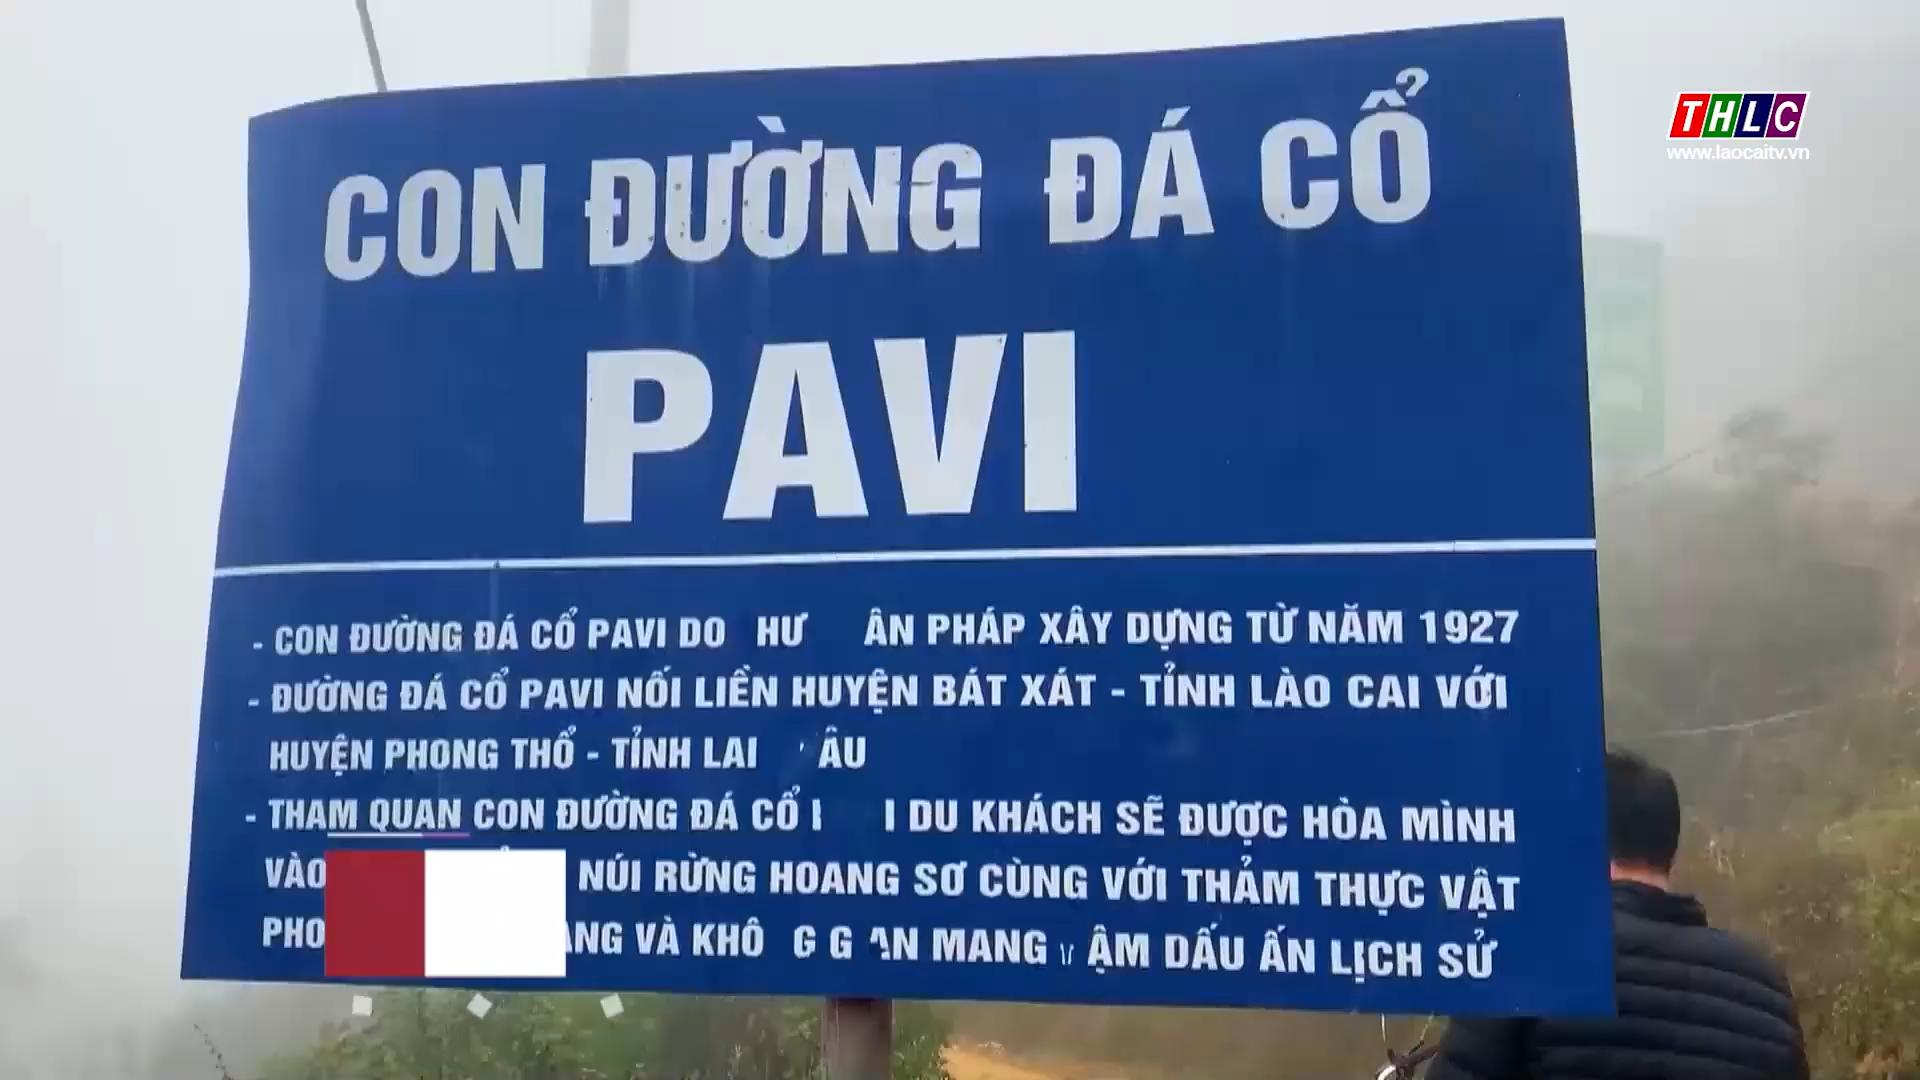 THLC
www.laocaitv.vn
CON ĐƯỜNG ĐÁ CỔ
PAVI
- CON ĐƯỜNG ĐÁ CỔ PAVI DO HƯ ÂN PHÁP XÂY DỰNG TỪ NĂM 1927
- ĐƯỜNG ĐÁ CỔ PAVI NỐI LIỀN HUYỆN BÁT XÁT - TỈNH LÀO CAI VỚI
HUYỆN PHONG THỔ - TỈNH LAI ÂU
- THAM QUAN CON ĐƯỜNG ĐÁ CỔ I DU KHÁCH SẼ ĐƯỢC HÒA MÌNH
VÀO NÚI RỪNG HOANG SƠ CÙNG VỚI THẢM THỰC VẬT
PHO ANG VÀ KHÔ G G AN MANG ẬM DẤU ẤN LỊCH SỬ